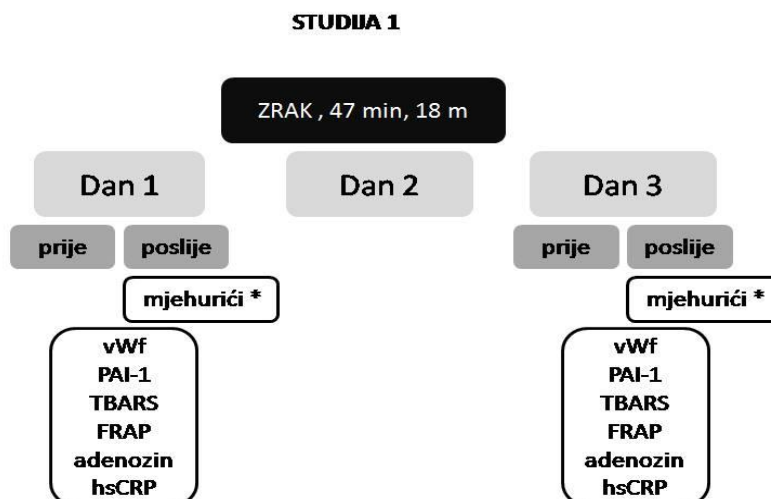 STUDIJA 1
ZRAK , 47 min, 18 m
Dan 1 Dan 2 Dan 3
prije poslije prije poslije
mjehurići * mjehurići *
vWf vWf
PAI-1 PAI-1
TBARS TBARS
FRAP FRAP
adenozin adenozin
hsCRP hsCRP